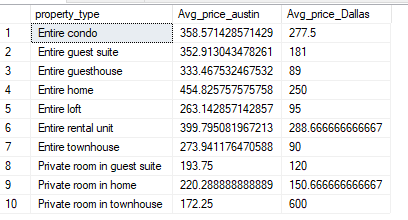 property_type Avg_price_austin Avg_price_Dallas
1 Entire condo 358.571428571429 277.5
2 Entire guest suite 352.913043478261 181
3 Entire guesthouse 333.467532467532 89
4 Entire home 454.825757575758 250
5 Entire loft 263.142857142857 95
6 Entire rental unit 399.795081967213 288.666666666667
7 Entire townhouse 273.941176470588 90
8 Private room in guest suite 193.75 120
9 Private room in home 220.288888888889 150.666666666667
10 Private room in townhouse 172.25 600